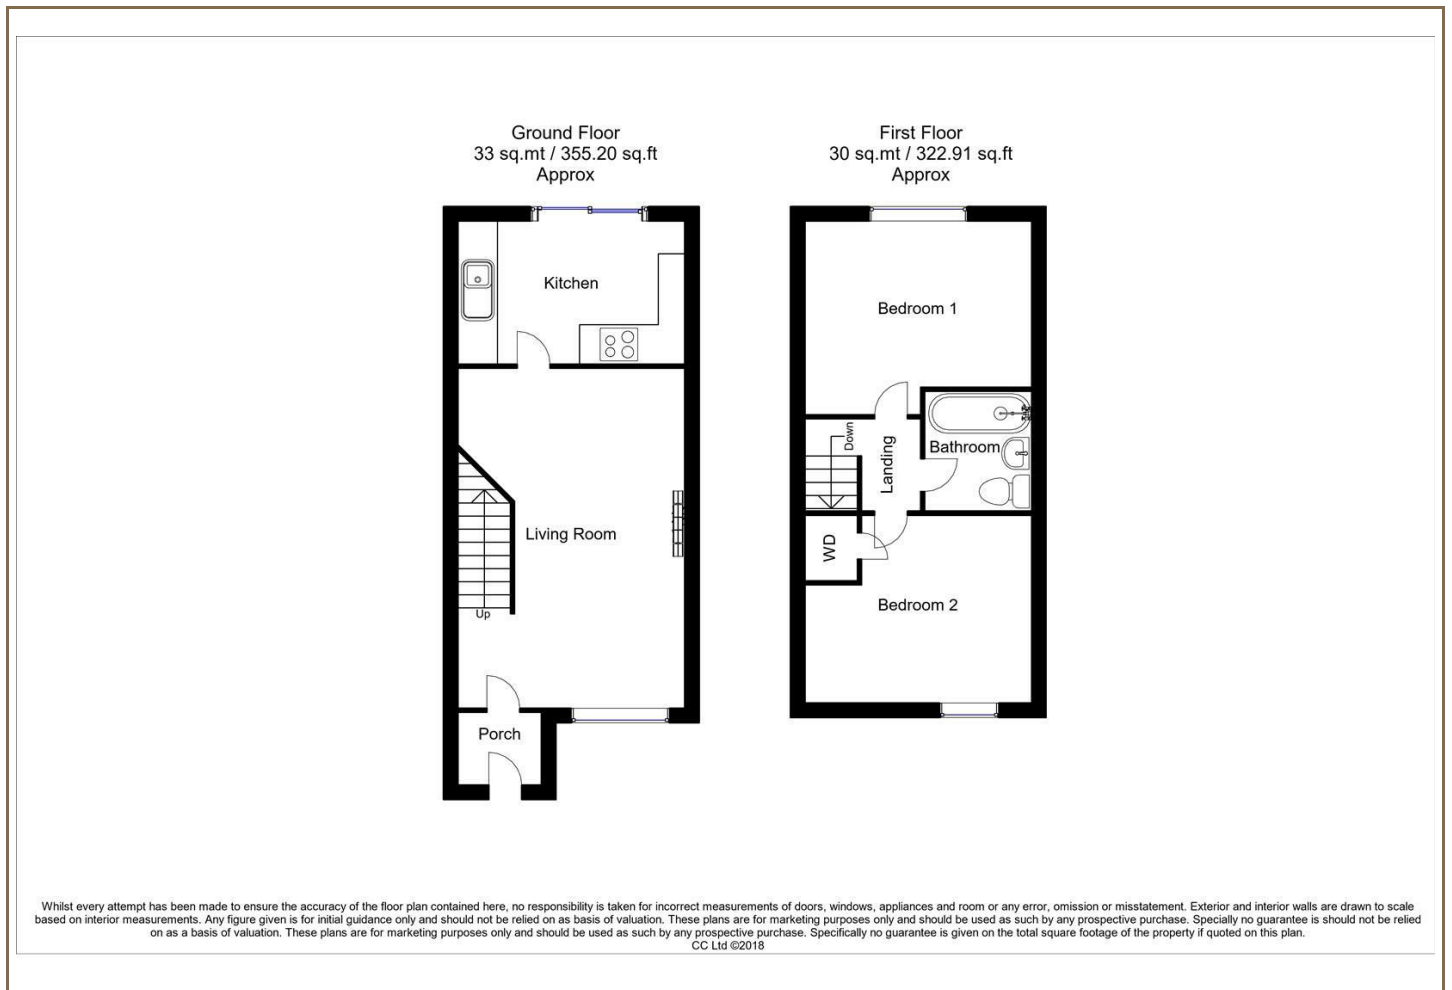 Ground Floor
33 sq.mt / 355.20 sq.ft
Approx
First Floor
30 sq.mt / 322.91 sq.ft
Approx
Kitchen
Living Room
Up
Porch
Bedroom 1
Down
Landing
Bathroom
WD
Bedroom 2
Whilst every attempt has been made to ensure the accuracy of the floor plan contained here, no responsibility is taken for incorrect measurements of doors, windows, appliances and room or any error, omission or misstatement. Exterior and interior walls are drawn to scale
based on interior measurements. Any figure given is for initial guidance only and should not be relied on as basis of valuation. These plans are for marketing purposes only and should be used as such by any prospective purchase. Specially no guarantee is should not be relied
on as a basis of valuation. These plans are for marketing purposes only and should be used as such by any prospective purchase. Specifically no guarantee is given on the total square footage of the property if quoted on this plan.
CC Ltd ©2018